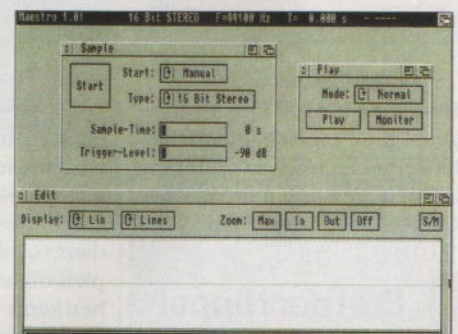 Maestro 1.01 16 Bit STEREO F=44100 Hz T= 0.000 s - ----
Sample
Start
Start: Manual
Type: 16 Bit Stereo
Sample-Time: 0 s
Trigger-Level: -90 dB
Play
Mode: Normal
Play Monitor
Edit
Display: Lin Lines Zoom: Max In Out Off S/M